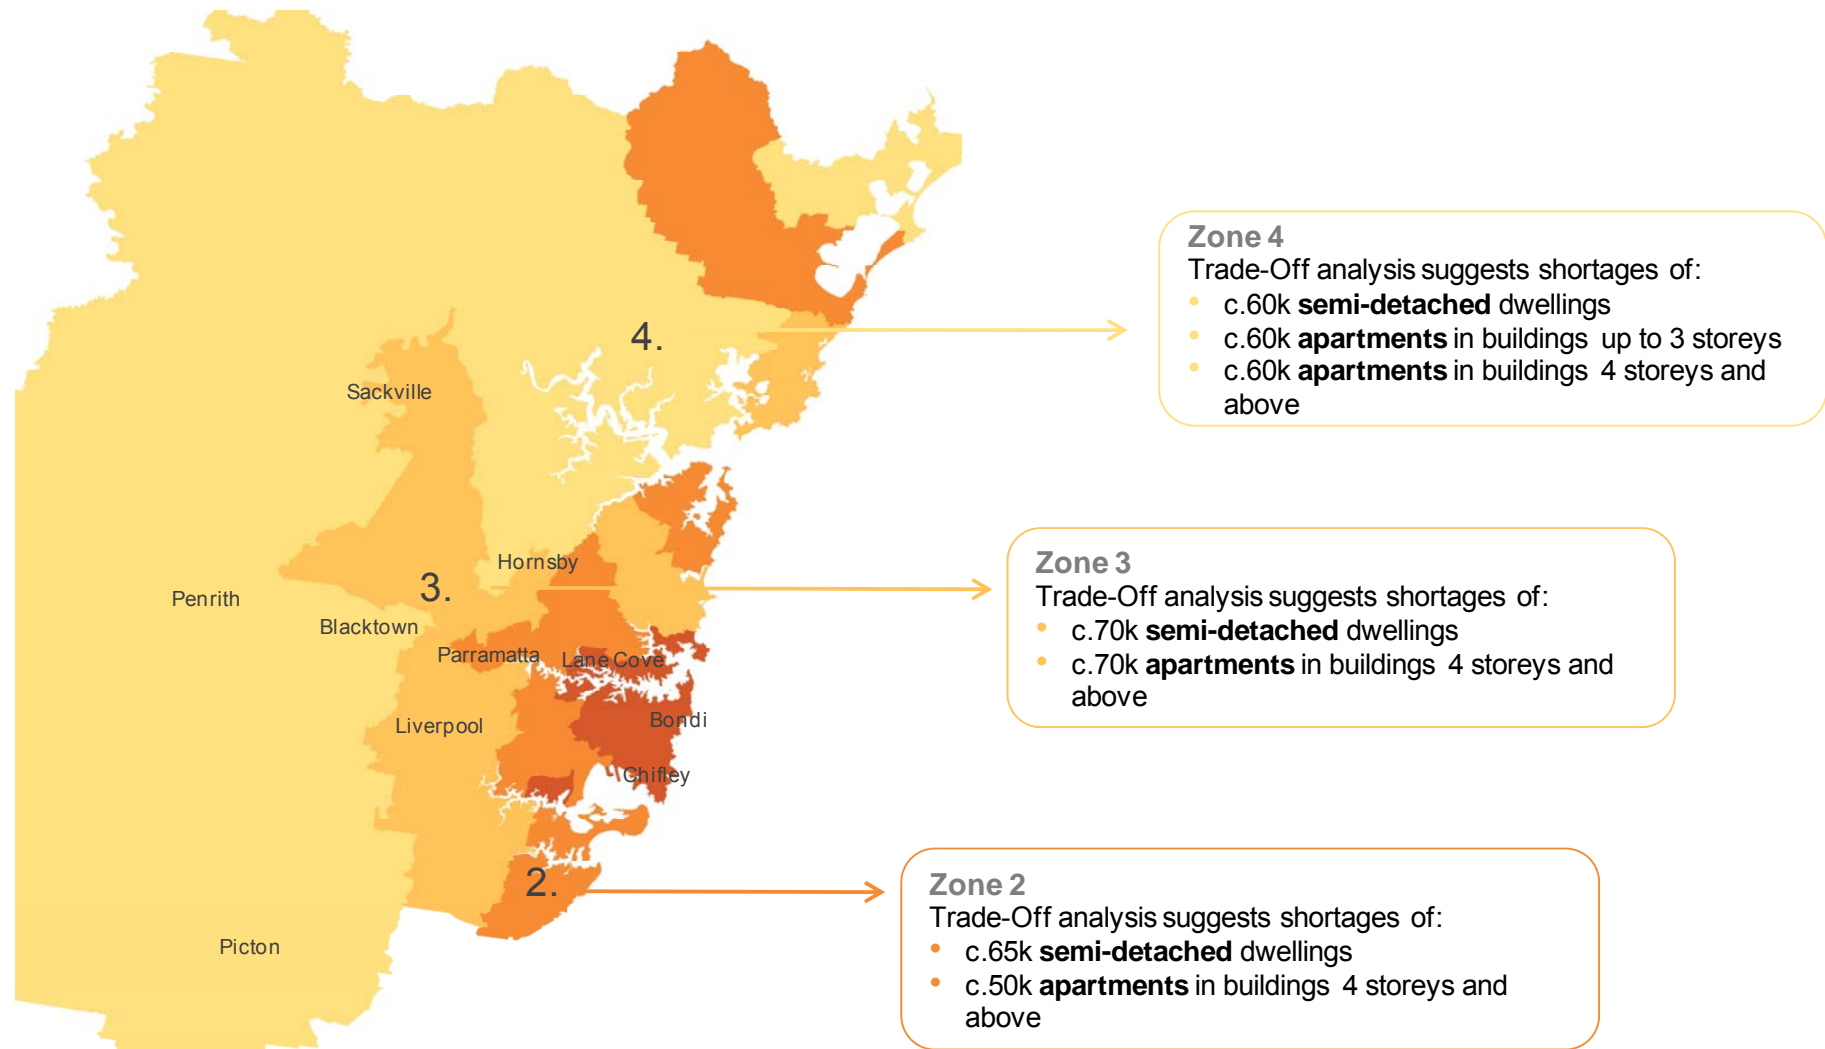 4.
Sackville
Hornsby
3.
Penrith
Blacktown
Parramatta
Lane Cove
Liverpool
Bondi
Chifley
2.
Picton
Zone 4
Trade-Off analysis suggests shortages of:
• c.60k semi-detached dwellings
• c.60k apartments in buildings up to 3 storeys
• c.60k apartments in buildings 4 storeys and
above
Zone 3
Trade-Off analysis suggests shortages of:
• c.70k semi-detached dwellings
• c.70k apartments in buildings 4 storeys and
above
Zone 2
Trade-Off analysis suggests shortages of:
• c.65k semi-detached dwellings
• c.50k apartments in buildings 4 storeys and
above